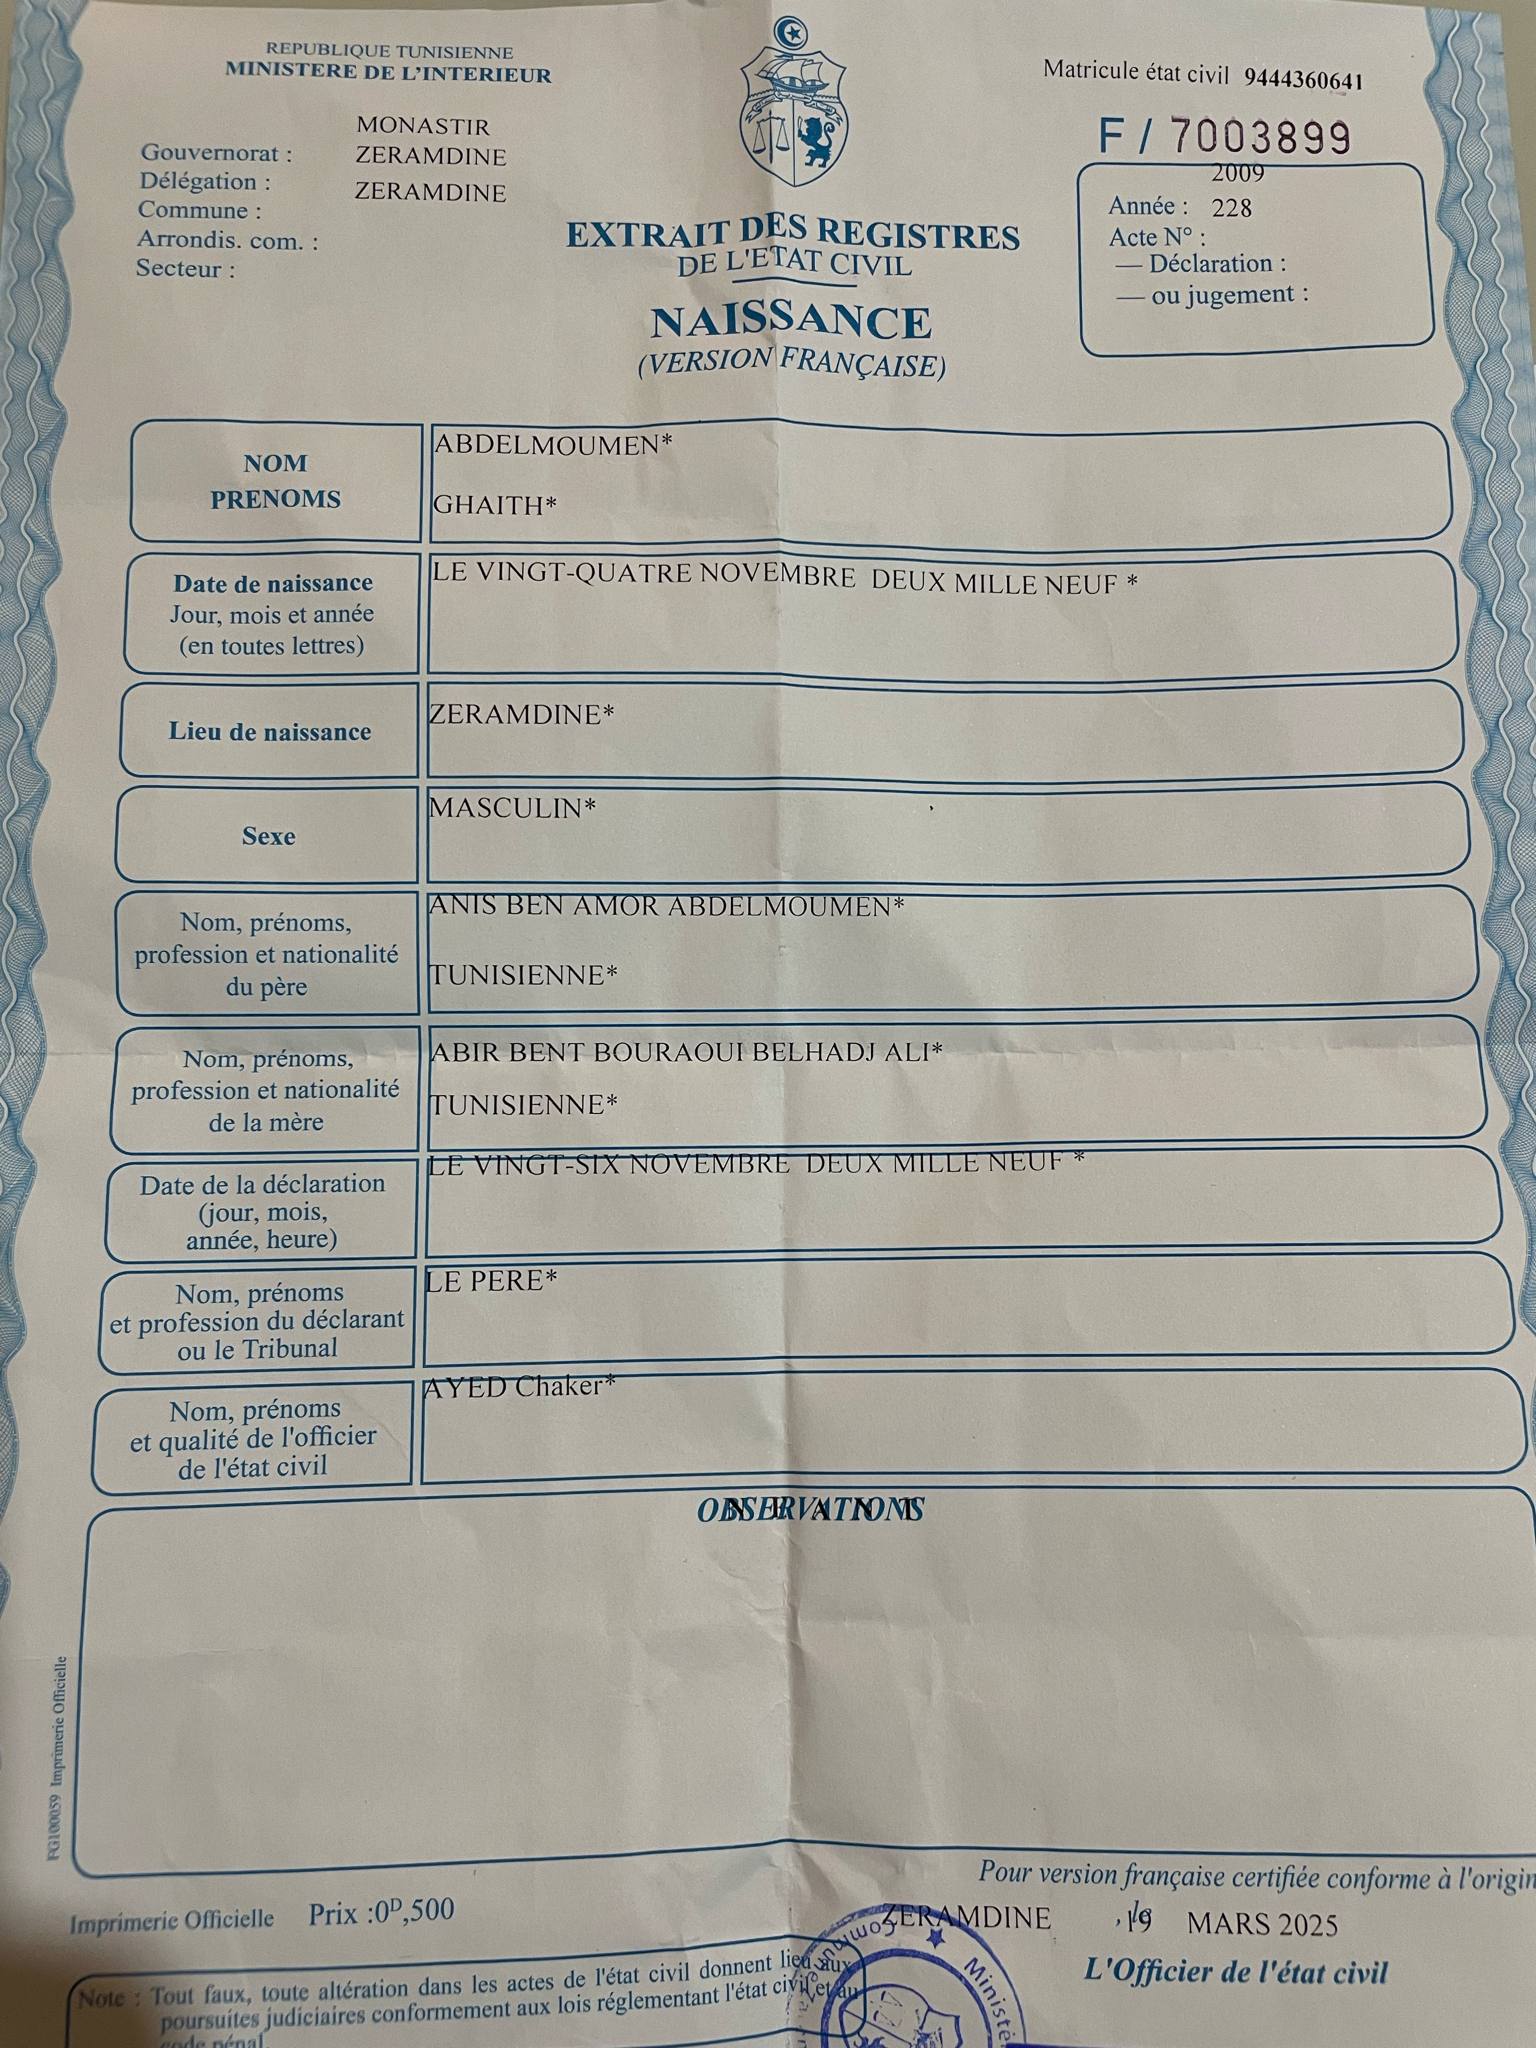 REPUBLIQUE TUNISIENNE
MINISTERE DE L'INTERIEUR
Matricule état civil 9444360641
F / 7003899
MONASTIR
Gouvernorat : ZERAMDINE
Délégation : ZERAMDINE
Commune :
Arrondis. com. :
Secteur :
2009
Année : 228
Acte N° :
— Déclaration :
— ou jugement :
EXTRAIT DES REGISTRES
DE L'ETAT CIVIL
NAISSANCE
(VERSION FRANÇAISE)
NOM
PRENOMS
ABDELMOUMEN*
GHAITH*
Date de naissance
Jour, mois et année
(en toutes lettres)
LE VINGT-QUATRE NOVEMBRE DEUX MILLE NEUF *
Lieu de naissance
ZERAMDINE*
Sexe
MASCULIN*
Nom, prénoms,
profession et nationalité
du père
ANIS BEN AMOR ABDELMOUMEN*
TUNISIENNE*
Nom, prénoms,
profession et nationalité
de la mère
ABIR BENT BOURAOUI BELHADJ ALI*
TUNISIENNE*
Date de la déclaration
(jour, mois,
année, heure)
LE VINGT-SIX NOVEMBRE DEUX MILLE NEUF *
Nom, prénoms
et profession du déclarant
ou le Tribunal
LE PERE*
Nom, prénoms
et qualité de l'officier
de l'état civil
AYED Chaker*
OBSERVATIONS
N E A N T
FG100059 Imprimerie Officielle
Pour version française certifiée conforme à l'origin
Imprimerie Officielle Prix :0D,500
ZERAMDINE , le 19 MARS 2025
L'Officier de l'état civil
Note : Tout faux, toute altération dans les actes de l'état civil donnent lieu aux
poursuites judiciaires conformement aux lois réglementant l'état civil et au
code pénal.